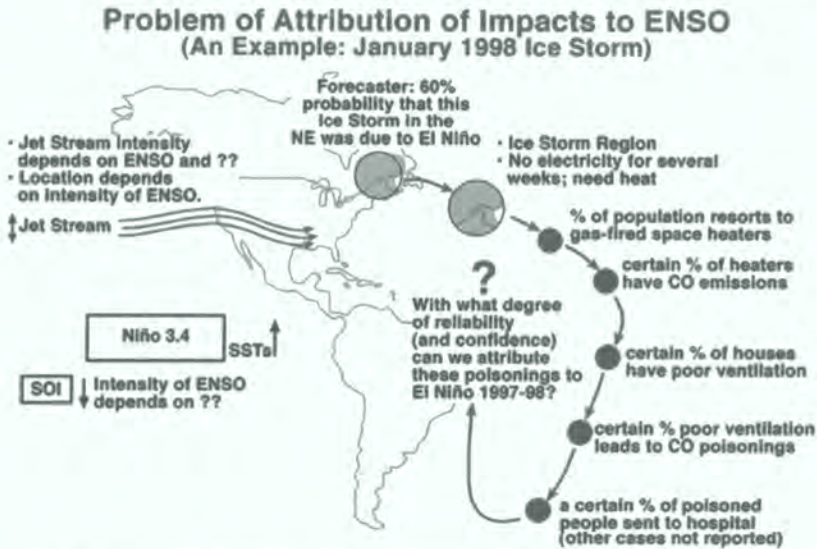 Problem of Attribution of Impacts to ENSO
(An Example: January 1998 Ice Storm)
Forecaster: 60%
probability that this
Ice Storm in the
NE was due to El Niño
· Jet Stream Intensity
depends on ENSO and ??
· Location depends
on intensity of ENSO.
Jet Stream
· Ice Storm Region
· No electricity for several
weeks; need heat
% of population resorts to
gas-fired space heaters
certain % of heaters
have CO emissions
?
With what degree
of reliability
(and confidence)
can we attribute
these poisonings to
El Niño 1997-98?
Niño 3.4
SSTs
SOI
Intensity of ENSO
depends on ??
certain % of houses
have poor ventilation
certain % poor ventilation
leads to CO poisonings
a certain % of poisoned
people sent to hospital
(other cases not reported)